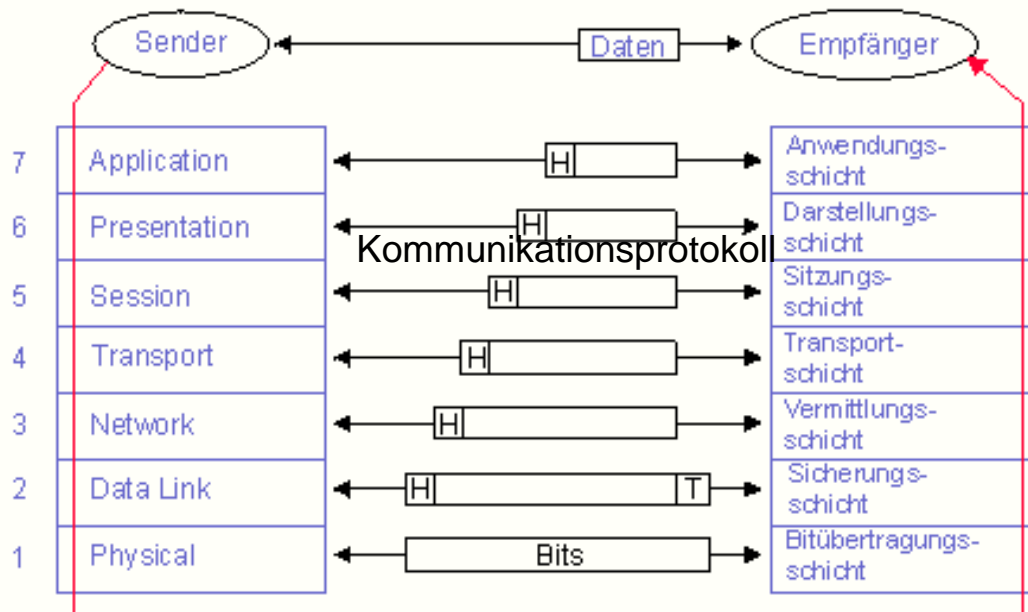 Sender Daten Empfänger
7 Application H Anwendungs-
schicht
6 Presentation H Darstellungs-
schicht
Kommunikationsprotokoll
5 Session H Sitzungs-
schicht
4 Transport H Transport-
schicht
3 Network H Vermittlungs-
schicht
2 Data Link H T Sicherungs-
schicht
1 Physical Bits Bitübertragungs-
schicht